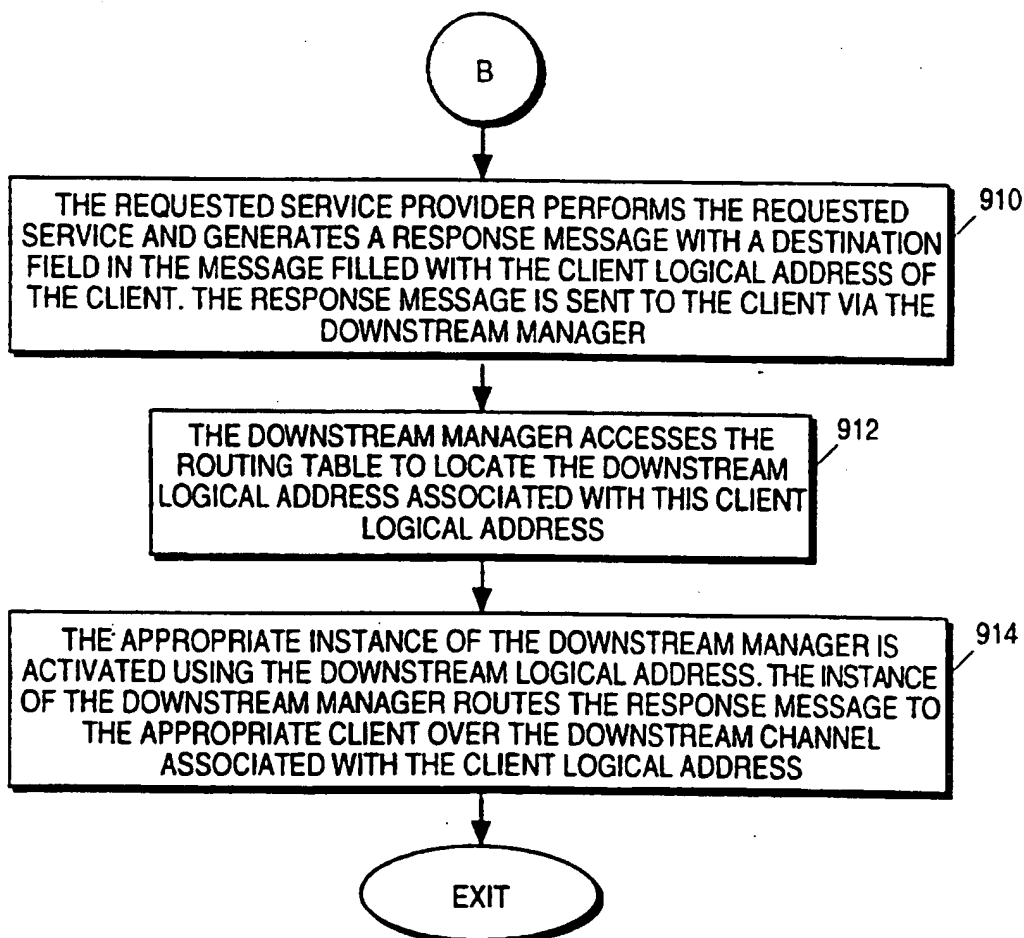 B
910
THE REQUESTED SERVICE PROVIDER PERFORMS THE REQUESTED
SERVICE AND GENERATES A RESPONSE MESSAGE WITH A DESTINATION
FIELD IN THE MESSAGE FILLED WITH THE CLIENT LOGICAL ADDRESS OF
THE CLIENT. THE RESPONSE MESSAGE IS SENT TO THE CLIENT VIA THE
DOWNSTREAM MANAGER
912
THE DOWNSTREAM MANAGER ACCESSES THE
ROUTING TABLE TO LOCATE THE DOWNSTREAM
LOGICAL ADDRESS ASSOCIATED WITH THIS CLIENT
LOGICAL ADDRESS
914
THE APPROPRIATE INSTANCE OF THE DOWNSTREAM MANAGER IS
ACTIVATED USING THE DOWNSTREAM LOGICAL ADDRESS. THE INSTANCE
OF THE DOWNSTREAM MANAGER ROUTES THE RESPONSE MESSAGE TO
THE APPROPRIATE CLIENT OVER THE DOWNSTREAM CHANNEL
ASSOCIATED WITH THE CLIENT LOGICAL ADDRESS
EXIT